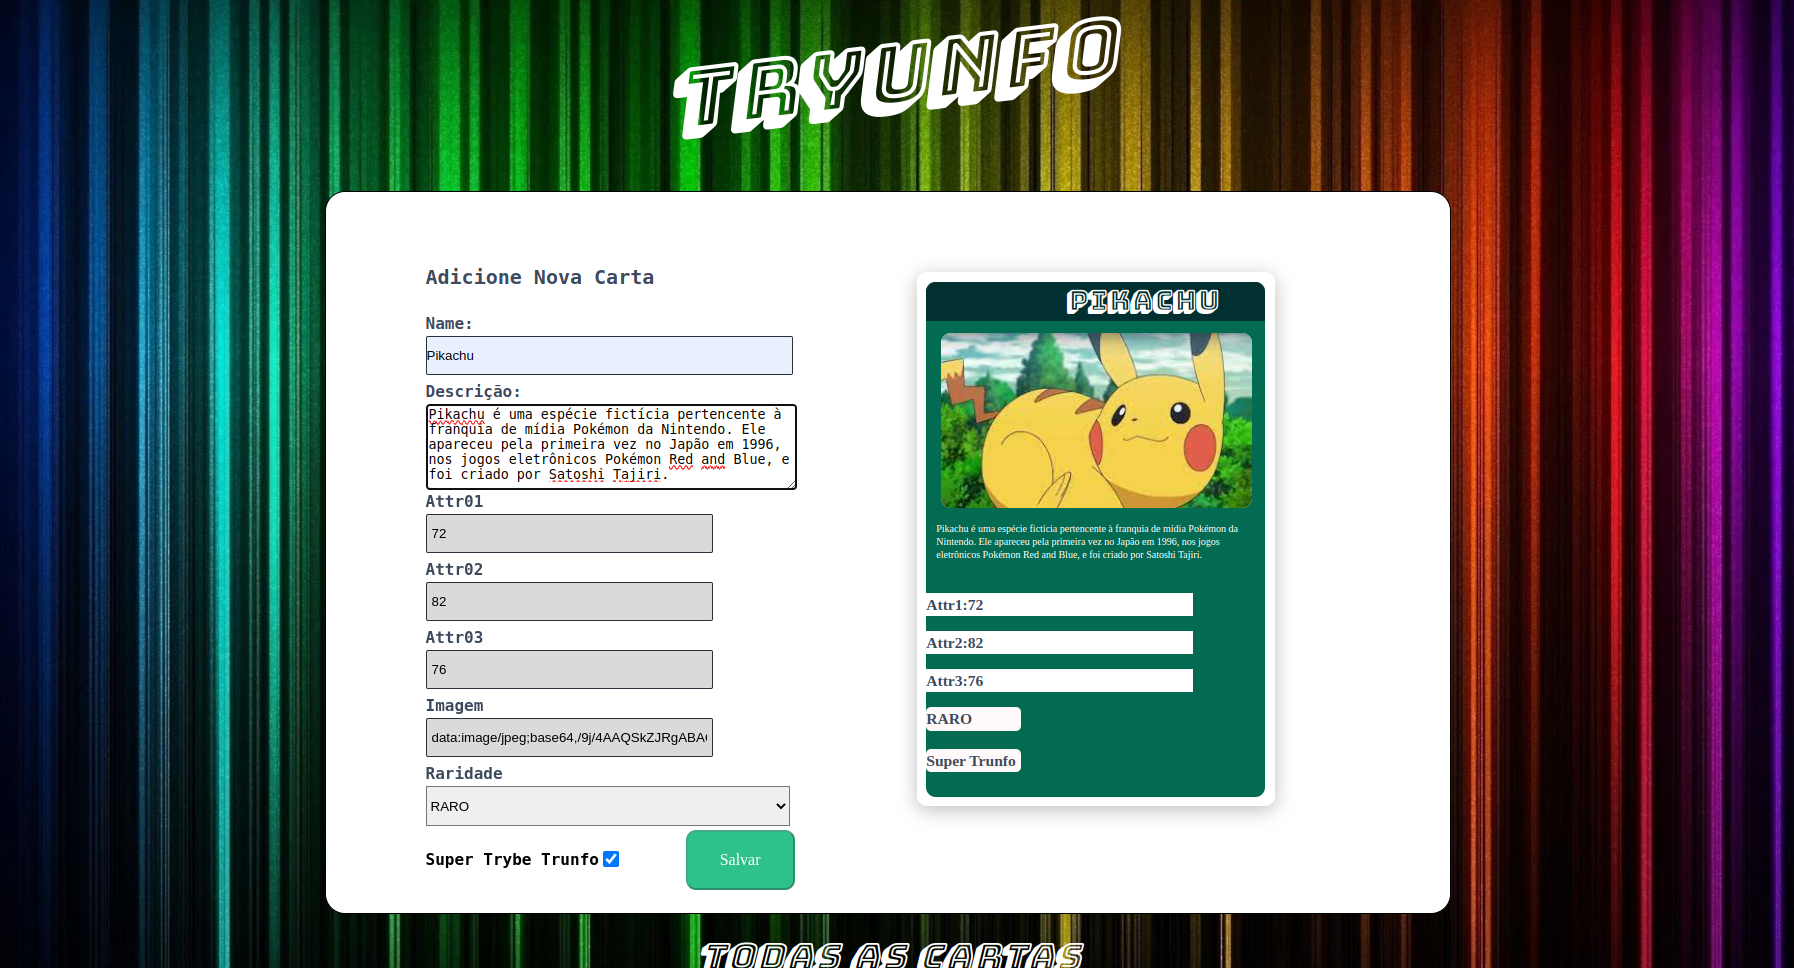 TRYUNFO
Adicione Nova Carta
Name:
Pikachu
Descrição:
Pikachu é uma espécie fictícia pertencente à
franquia de mídia Pokémon da Nintendo. Ele
apareceu pela primeira vez no Japão em 1996,
nos jogos eletrônicos Pokémon Red and Blue, e
foi criado por Satoshi Tajiri.
Attr01
72
Attr02
82
Attr03
76
Imagem
data:image/jpeg;base64,/9j/4AAQSkZJRgABAQ
Raridade
RARO
Super Trybe Trunfo
Salvar
PIKACHU
Pikachu é uma espécie fictícia pertencente à franquia de mídia Pokémon da
Nintendo. Ele apareceu pela primeira vez no Japão em 1996, nos jogos
eletrônicos Pokémon Red and Blue, e foi criado por Satoshi Tajiri.
Attr1:72
Attr2:82
Attr3:76
RARO
Super Trunfo
TODAS AS CARTAS